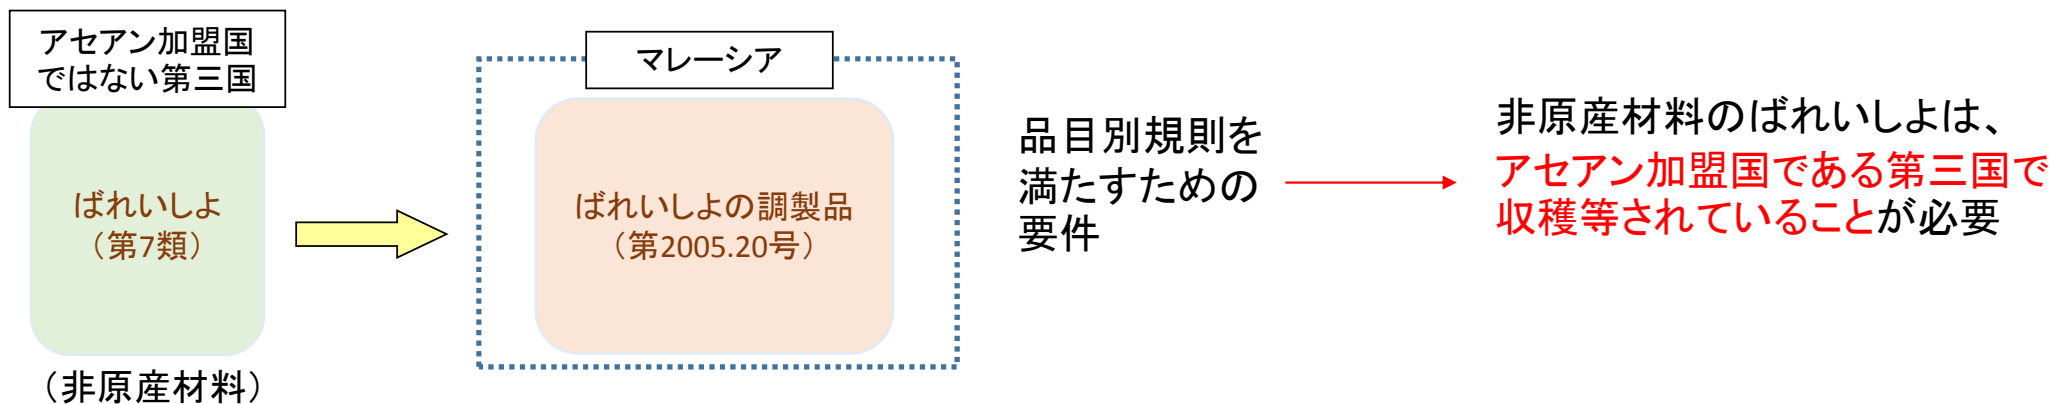 アセアン加盟国
ではない第三国
ばれいしよ
（第7類）
（非原産材料）
マレーシア
ばれいしよの調製品
（第2005.20号）
品目別規則を
満たすための
要件
非原産材料のばれいしよは、
アセアン加盟国である第三国で
収穫等されていることが必要